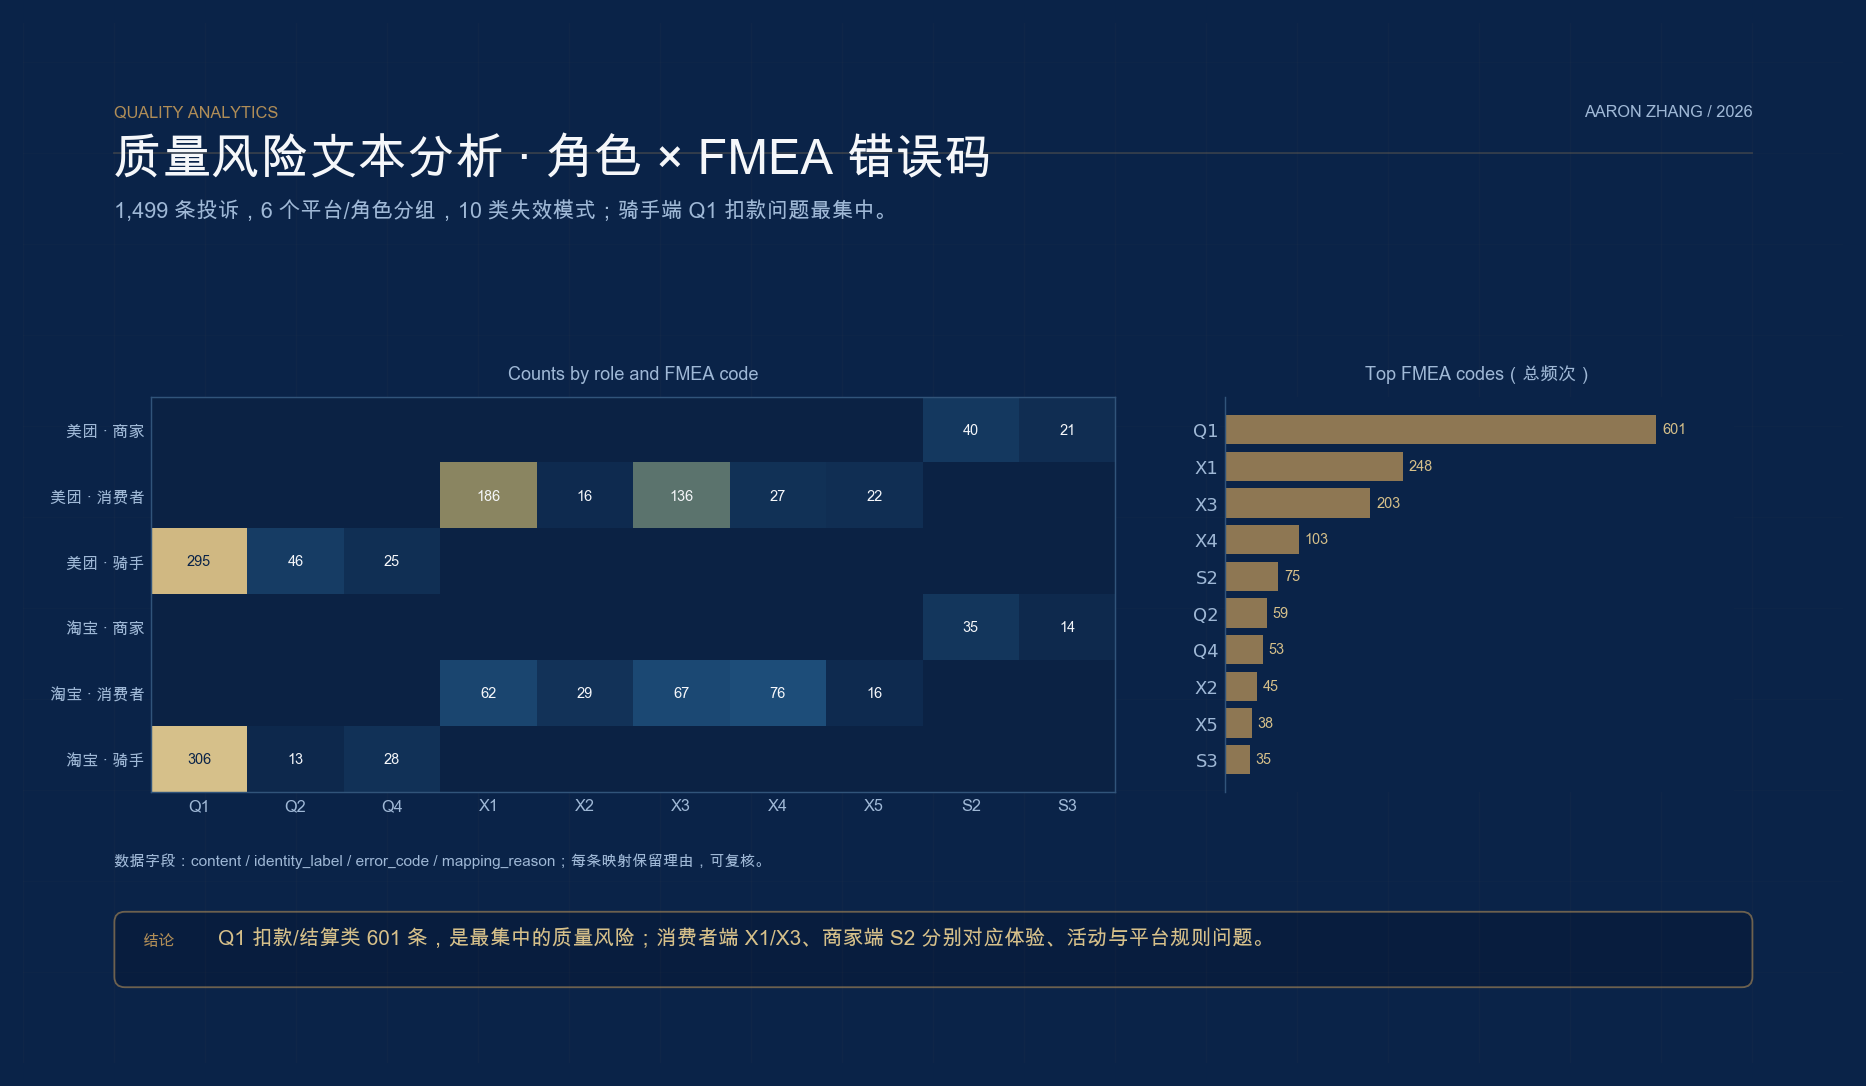 QUALITY ANALYTICS
AARON ZHANG / 2026
质量风险文本分析 · 角色 × FMEA 错误码
1,499 条投诉，6 个平台/角色分组，10 类失效模式；骑手端 Q1 扣款问题最集中。
Counts by role and FMEA code
美团 · 商家 40 21
美团 · 消费者 186 16 136 27 22
美团 · 骑手 295 46 25
淘宝 · 商家 35 14
淘宝 · 消费者 62 29 67 76 16
淘宝 · 骑手 306 13 28
Q1 Q2 Q4 X1 X2 X3 X4 X5 S2 S3
Top FMEA codes（总频次）
Q1 601
X1 248
X3 203
X4 103
S2 75
Q2 59
Q4 53
X2 45
X5 38
S3 35
数据字段：content / identity_label / error_code / mapping_reason；每条映射保留理由，可复核。
结论 Q1 扣款/结算类 601 条，是最集中的质量风险；消费者端 X1/X3、商家端 S2 分别对应体验、活动与平台规则问题。